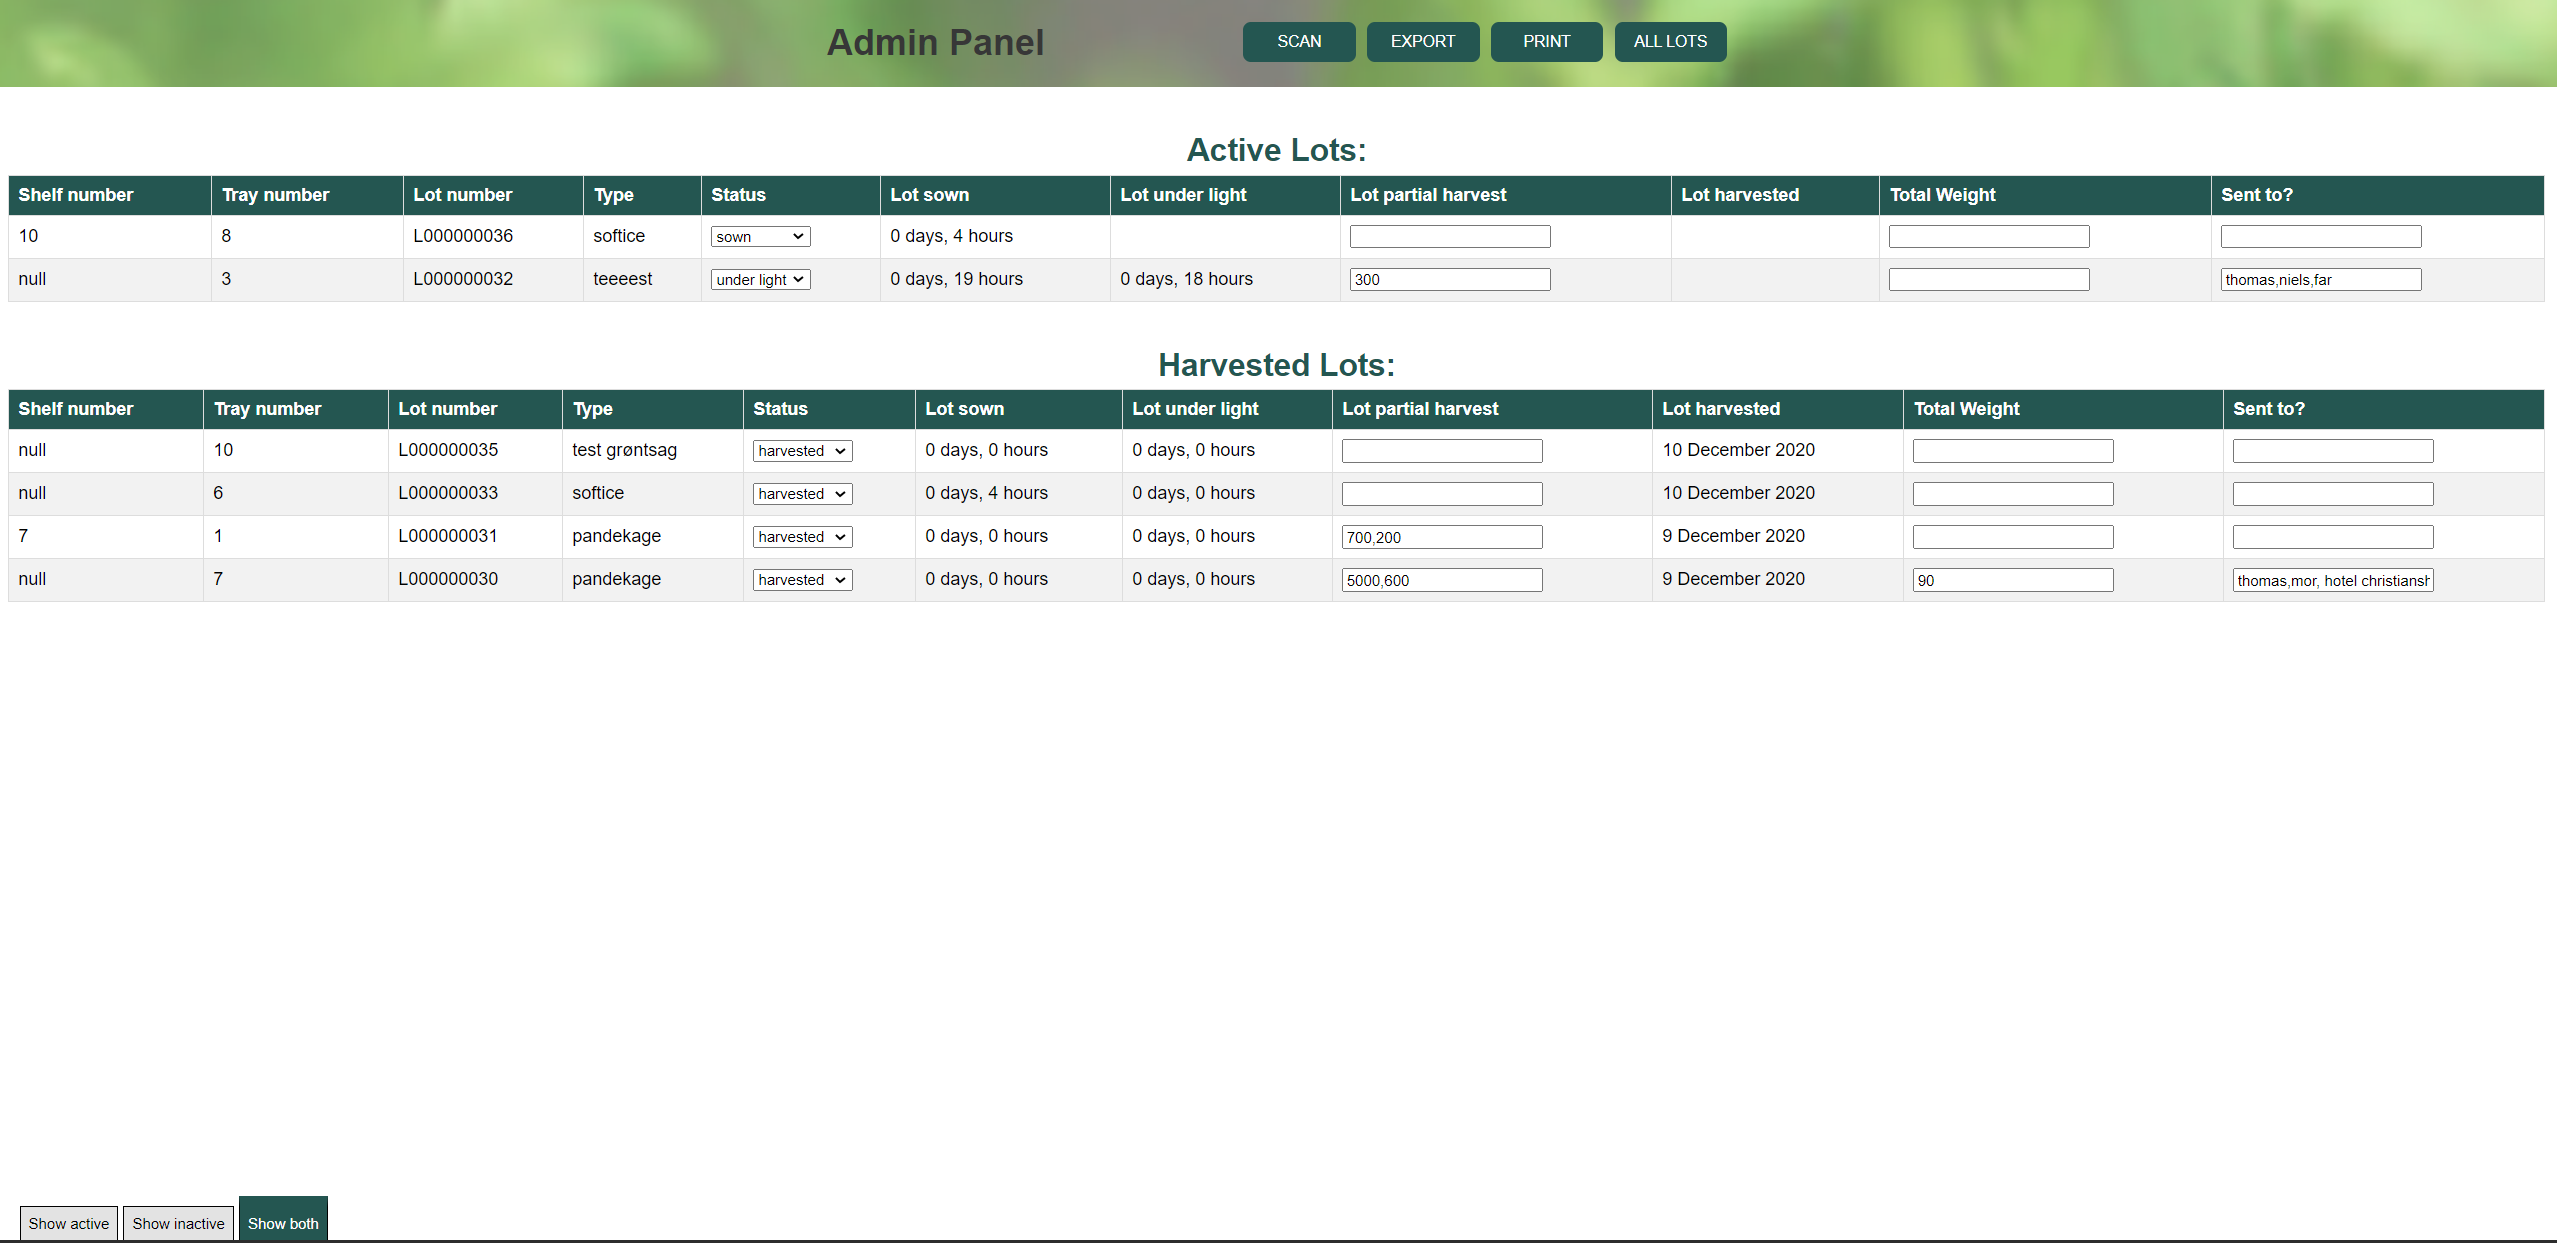 Admin Panel SCAN EXPORT PRINT ALL LOTS
Active Lots:
Shelf number Tray number Lot number Type Status Lot sown Lot under light Lot partial harvest Lot harvested Total Weight Sent to?
10 8 L000000036 softice sown 0 days, 4 hours
null 3 L000000032 teeeest under light 0 days, 19 hours 0 days, 18 hours 300 thomas,niels,far
Harvested Lots:
Shelf number Tray number Lot number Type Status Lot sown Lot under light Lot partial harvest Lot harvested Total Weight Sent to?
null 10 L000000035 test grøntsag harvested 0 days, 0 hours 0 days, 0 hours 10 December 2020
null 6 L000000033 softice harvested 0 days, 4 hours 0 days, 0 hours 10 December 2020
7 1 L000000031 pandekage harvested 0 days, 0 hours 0 days, 0 hours 700,200 9 December 2020
null 7 L000000030 pandekage harvested 0 days, 0 hours 0 days, 0 hours 5000,600 9 December 2020 90 thomas,mor, hotel christiansh
Show active Show inactive Show both